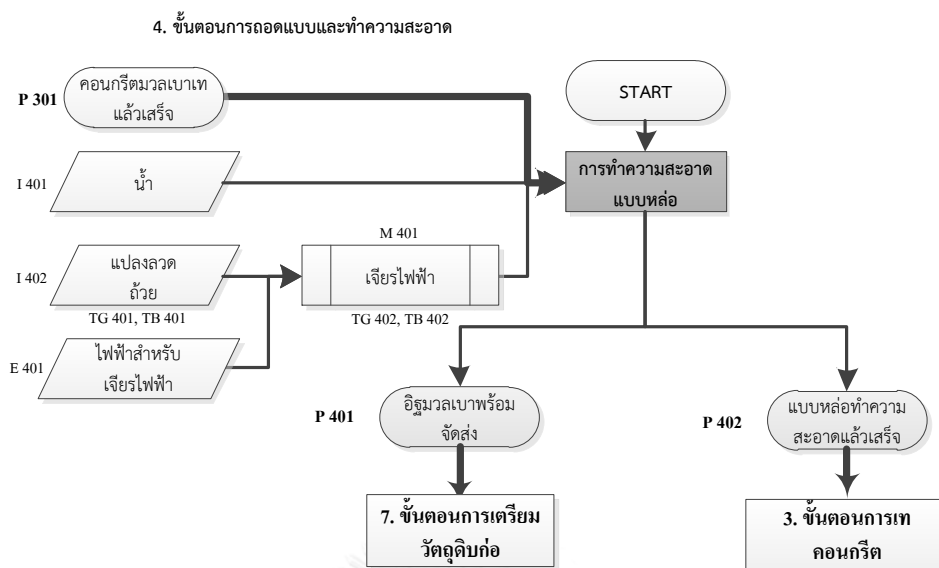 4. ขั้นตอนการถอดแบบและทำความสะอาด
P 301
คอนกรีตมวลเบาเท
แล้วเสร็จ
START
การทำความสะอาด
แบบหล่อ
I 401
น้ำ
M 401
I 402
แปลงลวด
ถ้วย
เจียรไฟฟ้า
TG 401, TB 401
TG 402, TB 402
E 401
ไฟฟ้าสำหรับ
เจียรไฟฟ้า
P 401
อิฐมวลเบาพร้อม
จัดส่ง
P 402
แบบหล่อทำความ
สะอาดแล้วเสร็จ
7. ขั้นตอนการเตรียม
วัตถุดิบก่อ
3. ขั้นตอนการเท
คอนกรีต